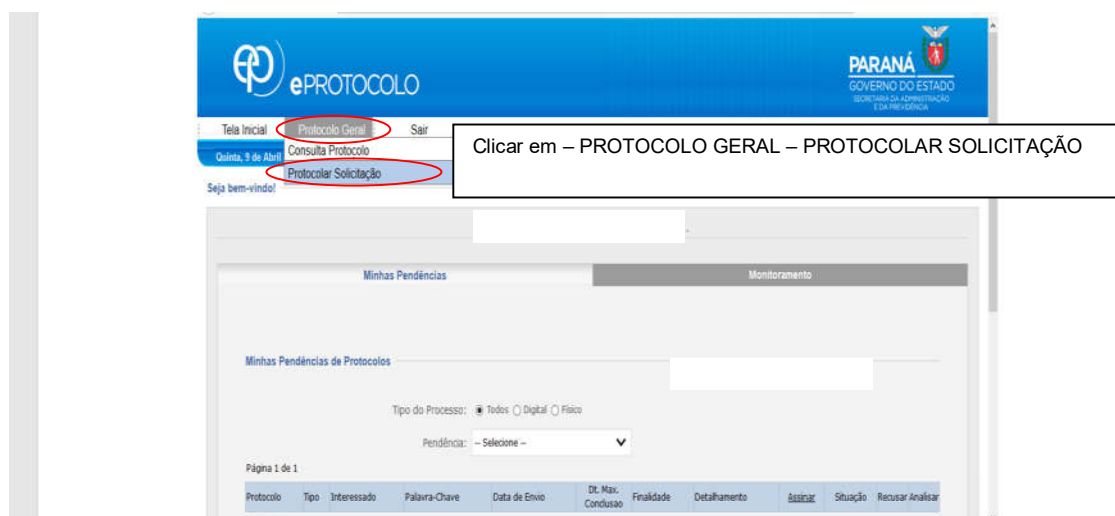 ePROTOCOLO
PARANÁ
GOVERNO DO ESTADO
SECRETARIA DA ADMINISTRAÇÃO
E DA PREVIDÊNCIA
Tela Inicial Protocolo Geral Sair
Quinta, 9 de Abril
Consulta Protocolo
Protocolar Solicitação
Clicar em – PROTOCOLO GERAL – PROTOCOLAR SOLICITAÇÃO
Seja bem-vindo!
Minhas Pendências Monitoramento
Minhas Pendências de Protocolos
Tipo do Processo: Todos Digital Físico
Pendência: -- Selecione --
Página 1 de 1
Protocolo Tipo Interessado Palavra-Chave Data de Envio Dt. Max. Conclusao Finalidade Detalhamento Assinar Situação Recusar Analisar